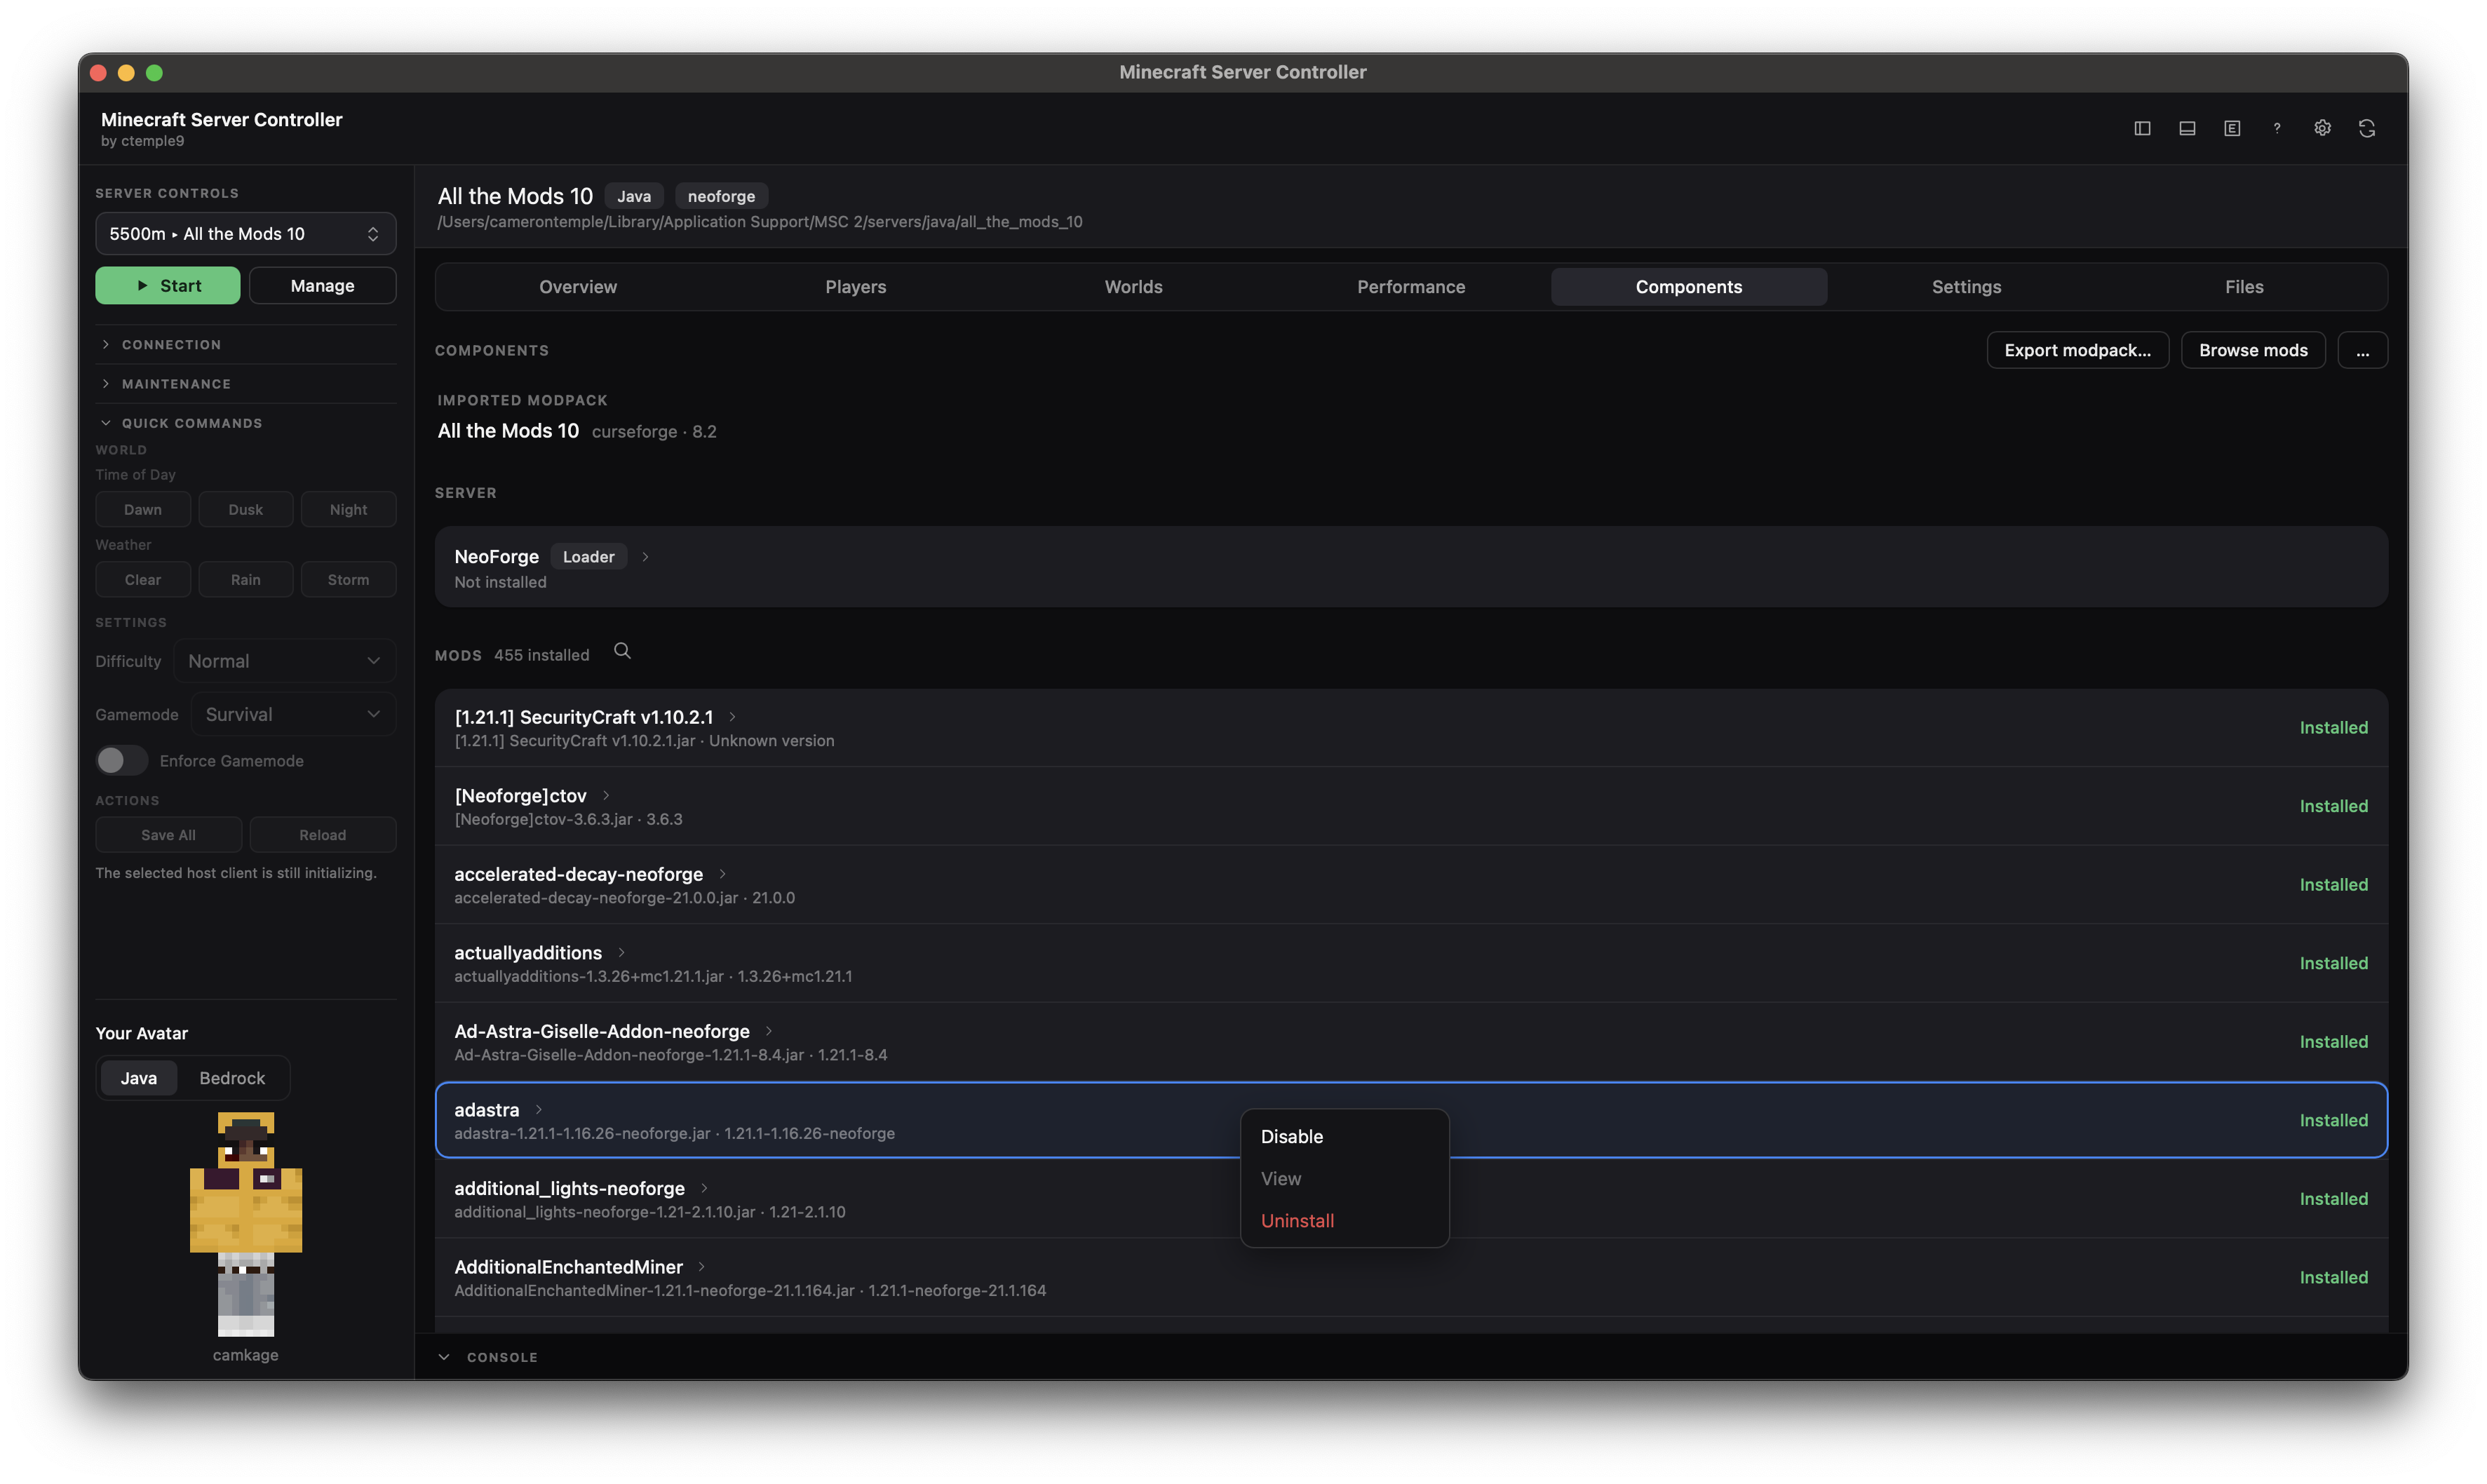 Minecraft Server Controller
Minecraft Server Controller
by ctemple9
SERVER CONTROLS
5500m ▸ All the Mods 10
Start
Manage
CONNECTION
MAINTENANCE
QUICK COMMANDS
WORLD
Time of Day
Dawn
Dusk
Night
Weather
Clear
Rain
Storm
SETTINGS
Difficulty
Normal
Gamemode
Survival
Enforce Gamemode
ACTIONS
Save All
Reload
The selected host client is still initializing.
Your Avatar
Java
Bedrock
camkage
All the Mods 10
Java
neoforge
/Users/camerontemple/Library/Application Support/MSC 2/servers/java/all_the_mods_10
Overview
Players
Worlds
Performance
Components
Settings
Files
COMPONENTS
Export modpack...
Browse mods
...
IMPORTED MODPACK
All the Mods 10 curseforge · 8.2
SERVER
NeoForge Loader
Not installed
MODS 455 installed
[1.21.1] SecurityCraft v1.10.2.1
[1.21.1] SecurityCraft v1.10.2.1.jar · Unknown version
Installed
[Neoforge]ctov
[Neoforge]ctov-3.6.3.jar · 3.6.3
Installed
accelerated-decay-neoforge
accelerated-decay-neoforge-21.0.0.jar · 21.0.0
Installed
actuallyadditions
actuallyadditions-1.3.26+mc1.21.1.jar · 1.3.26+mc1.21.1
Installed
Ad-Astra-Giselle-Addon-neoforge
Ad-Astra-Giselle-Addon-neoforge-1.21.1-8.4.jar · 1.21.1-8.4
Installed
adastra
adastra-1.21.1-1.16.26-neoforge.jar · 1.21.1-1.16.26-neoforge
Installed
Disable
View
Uninstall
additional_lights-neoforge
additional_lights-neoforge-1.21-2.1.10.jar · 1.21-2.1.10
Installed
AdditionalEnchantedMiner
AdditionalEnchantedMiner-1.21.1-neoforge-21.1.164.jar · 1.21.1-neoforge-21.1.164
Installed
CONSOLE